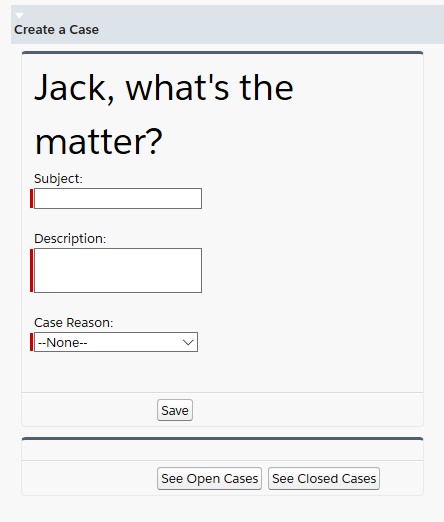 Create a Case
Jack, what's the
matter?
Subject:
Description:
Case Reason:
--None--
Save
See Open Cases See Closed Cases